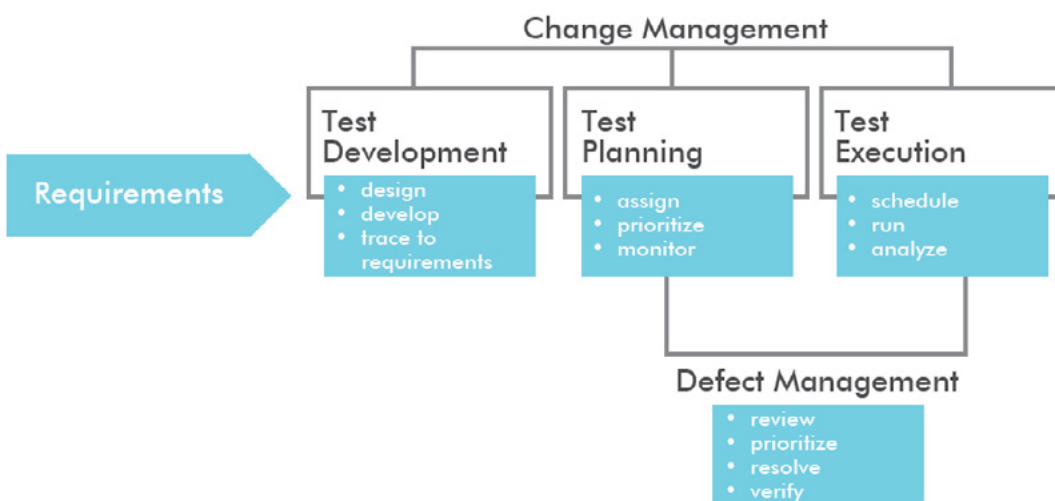 Change Management
Requirements
Test
Development
• design
• develop
• trace to
requirements
Test
Planning
• assign
• prioritize
• monitor
Test
Execution
• schedule
• run
• analyze
Defect Management
• review
• prioritize
• resolve
• verify